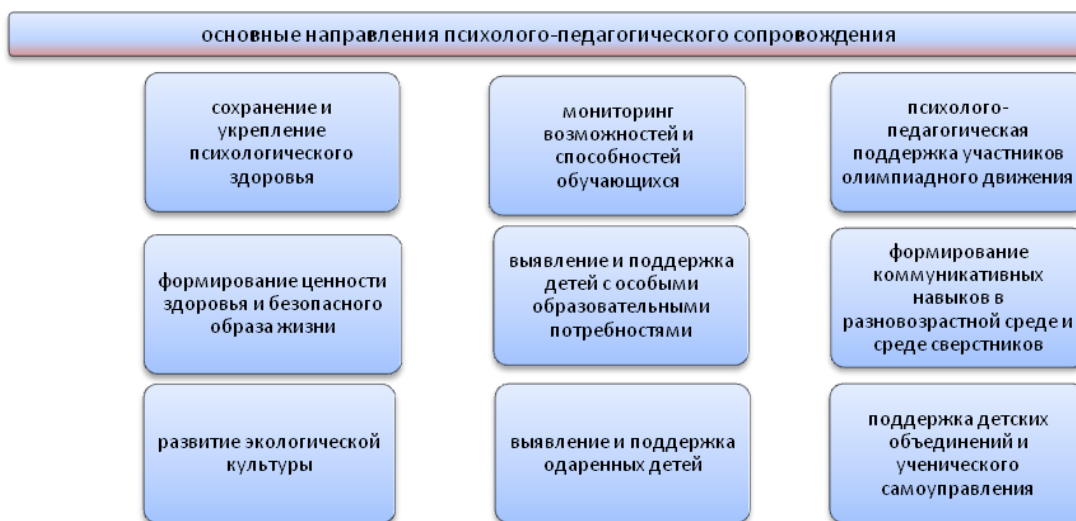 основные направления психолого-педагогического сопровождения
сохранение и
укрепление
психологического
здоровья
мониторинг
возможностей и
способностей
обучающихся
психолого-
педагогическая
поддержка участников
олимпиадного движения
формирование ценности
здоровья и безопасного
образа жизни
выявление и поддержка
детей с особыми
образовательными
потребностями
формирование
коммуникативных
навыков в
разновозрастной среде и
среде сверстников
развитие экологической
культуры
выявление и поддержка
одаренных детей
поддержка детских
объединений и
ученического
самоуправления